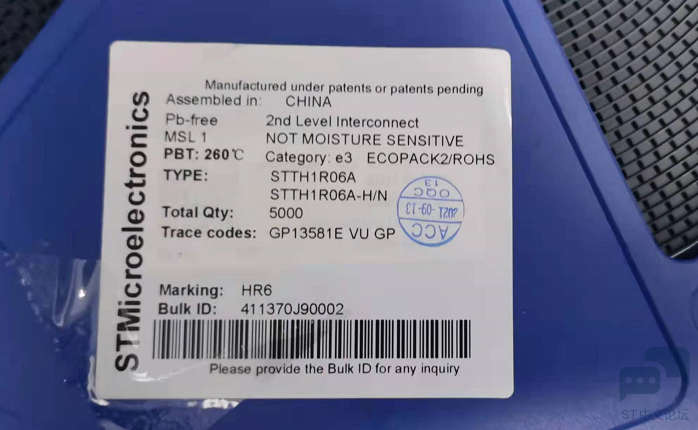 STMicroelectronics
Manufactured under patents or patents pending
Assembled in: CHINA
Pb-free 2nd Level Interconnect
MSL 1 NOT MOISTURE SENSITIVE
PBT: 260℃ Category: e3 ECOPACK2/ROHS
TYPE: STTH1R06A
STTH1R06A-H/N
Total Qty: 5000
Trace codes: GP13581E VU GP
Marking: HR6
Bulk ID: 411370J90002
Please provide the Bulk ID for any inquiry
ACC
2021-09-13
OQC
13